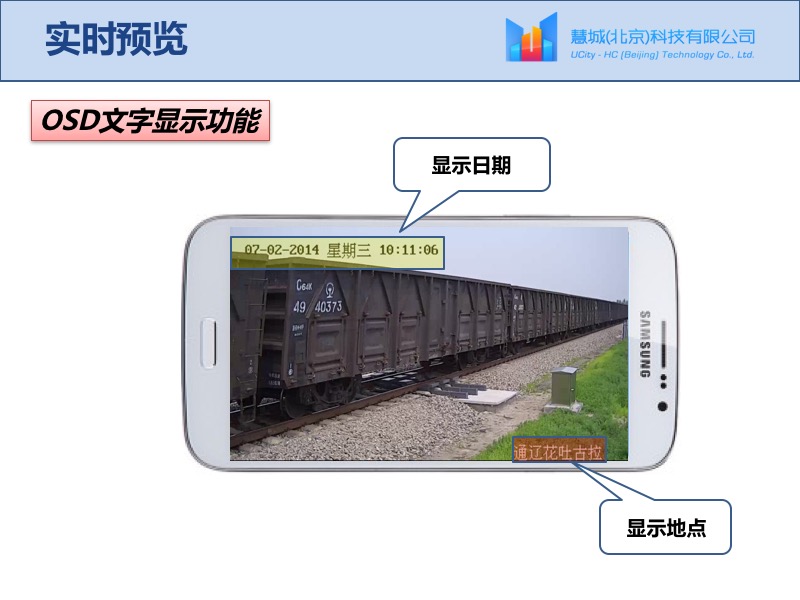 实时预览
慧城(北京)科技有限公司
UCity - HC (Beijing) Technology Co., Ltd.
OSD文字显示功能
显示日期
07-02-2014 星期三 10:11:06
C64K
49 40373
SAMSUNG
通辽花吐古拉
显示地点